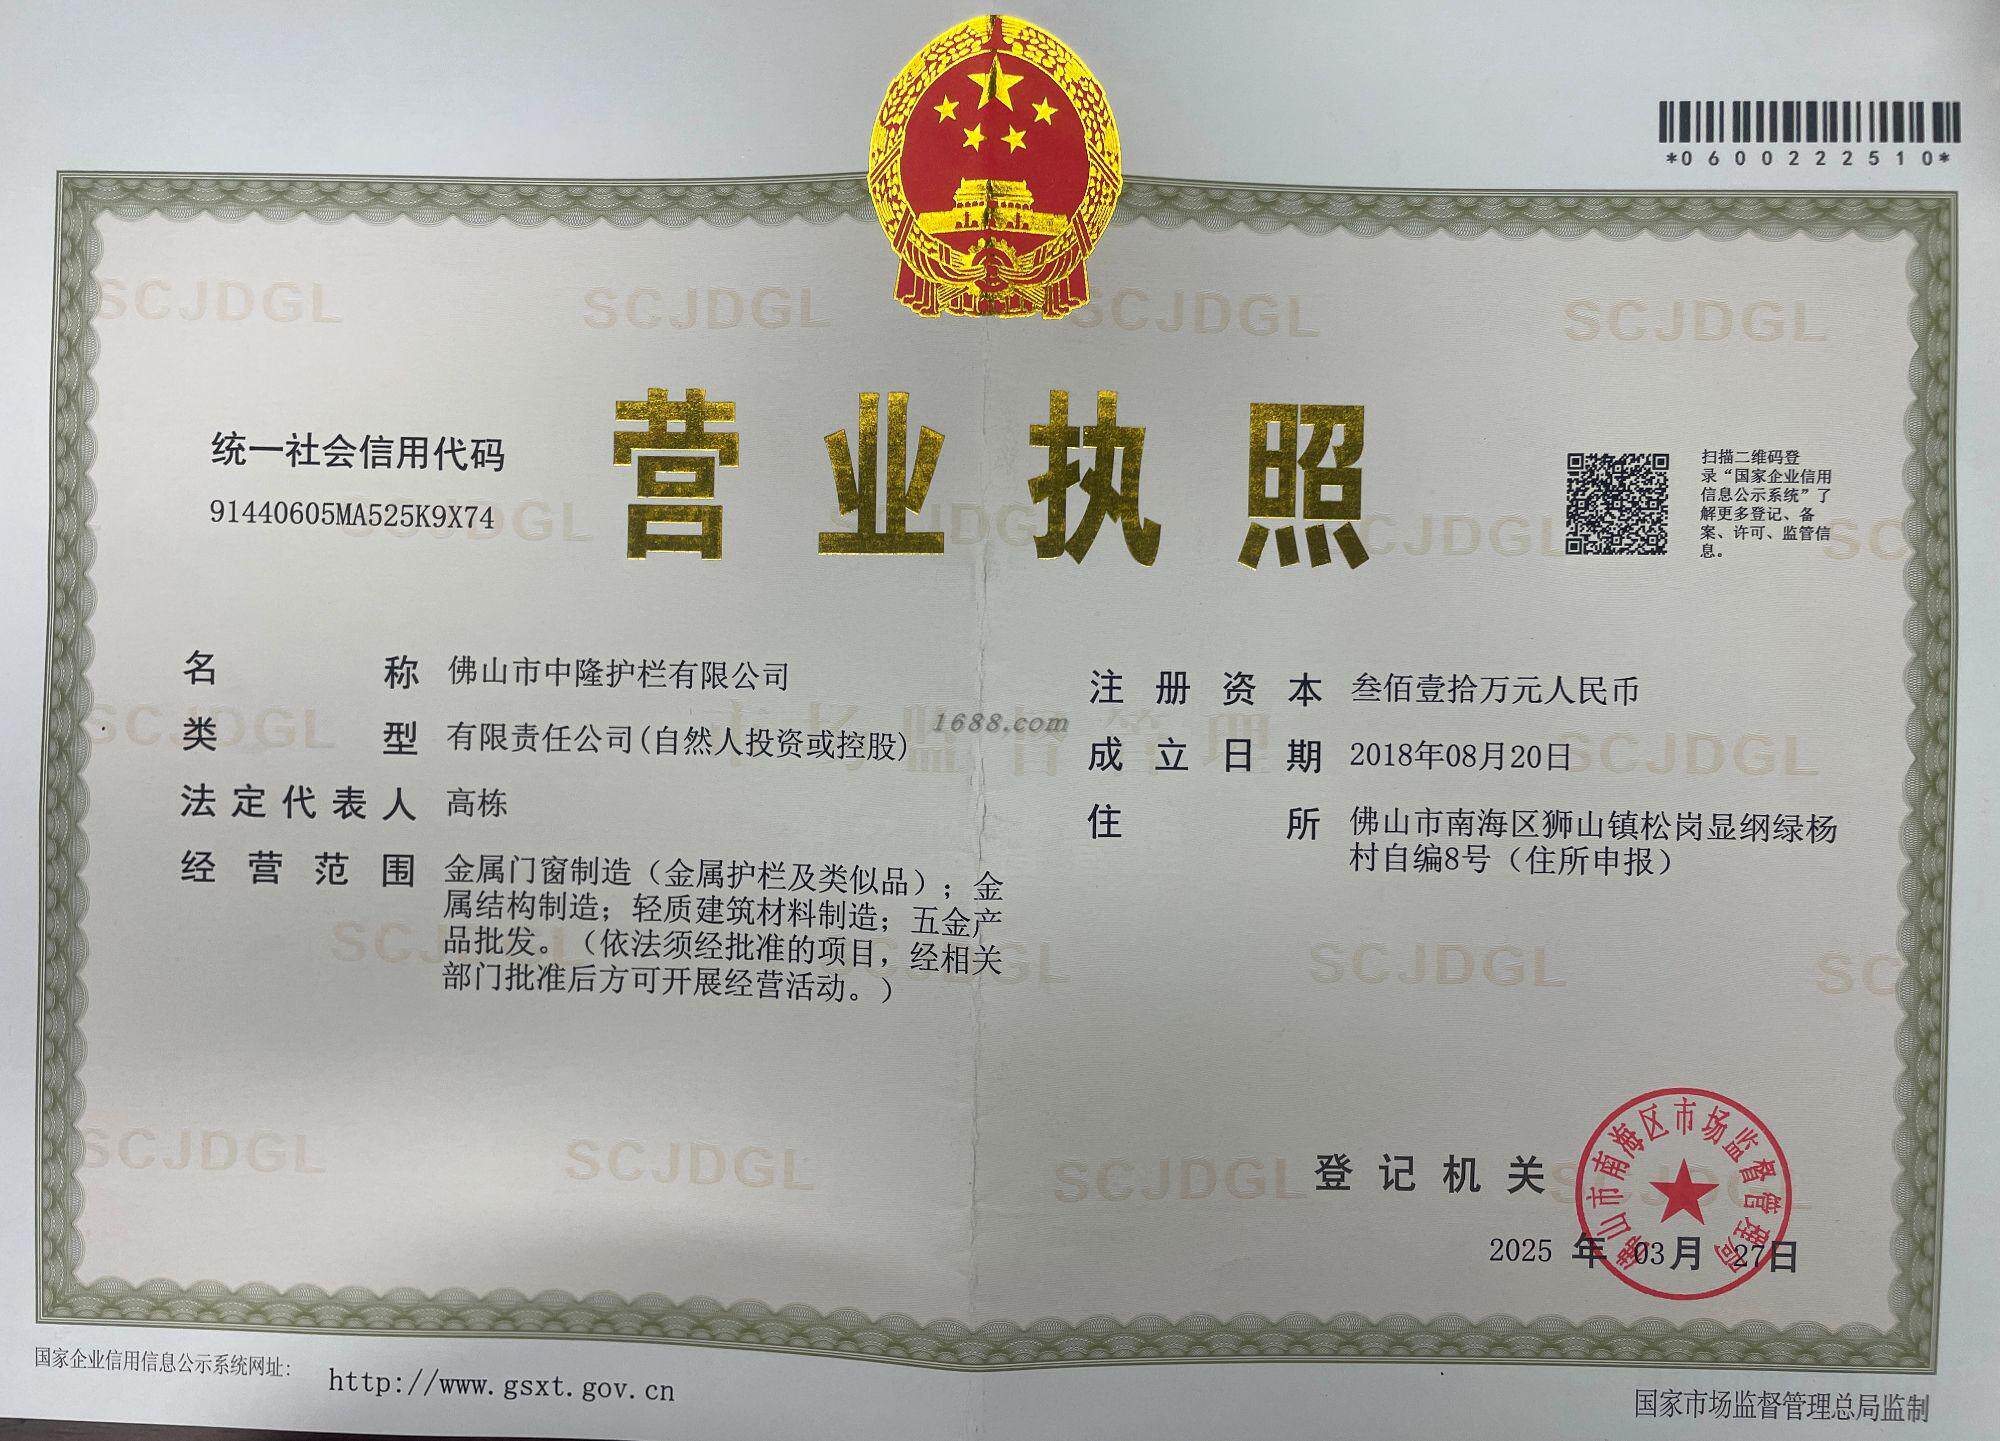 *0600222510*
营业执照
统一社会信用代码
91440605MA525K9X74
扫描二维码登
录“国家企业信用
信息公示系统”了
解更多登记、备
案、许可、监管信
息。
名称 佛山市中隆护栏有限公司
类型 有限责任公司(自然人投资或控股)
法定代表人 高栋
经营范围 金属门窗制造（金属护栏及类似品）；金
属结构制造；轻质建筑材料制造；五金产
品批发。（依法须经批准的项目，经相关
部门批准后方可开展经营活动。）
1688.com
注册资本 叁佰壹拾万元人民币
成立日期 2018年08月20日
住所 佛山市南海区狮山镇松岗显纲绿杨
村自编8号（住所申报）
登记机关
佛山市南海区市场监督管理局
2025 年 03月 27日
国家企业信用信息公示系统网址： http://www.gsxt.gov.cn
国家市场监督管理总局监制
SCJDGL SCJDGL SCJDGL SCJDGL
市场监督管理